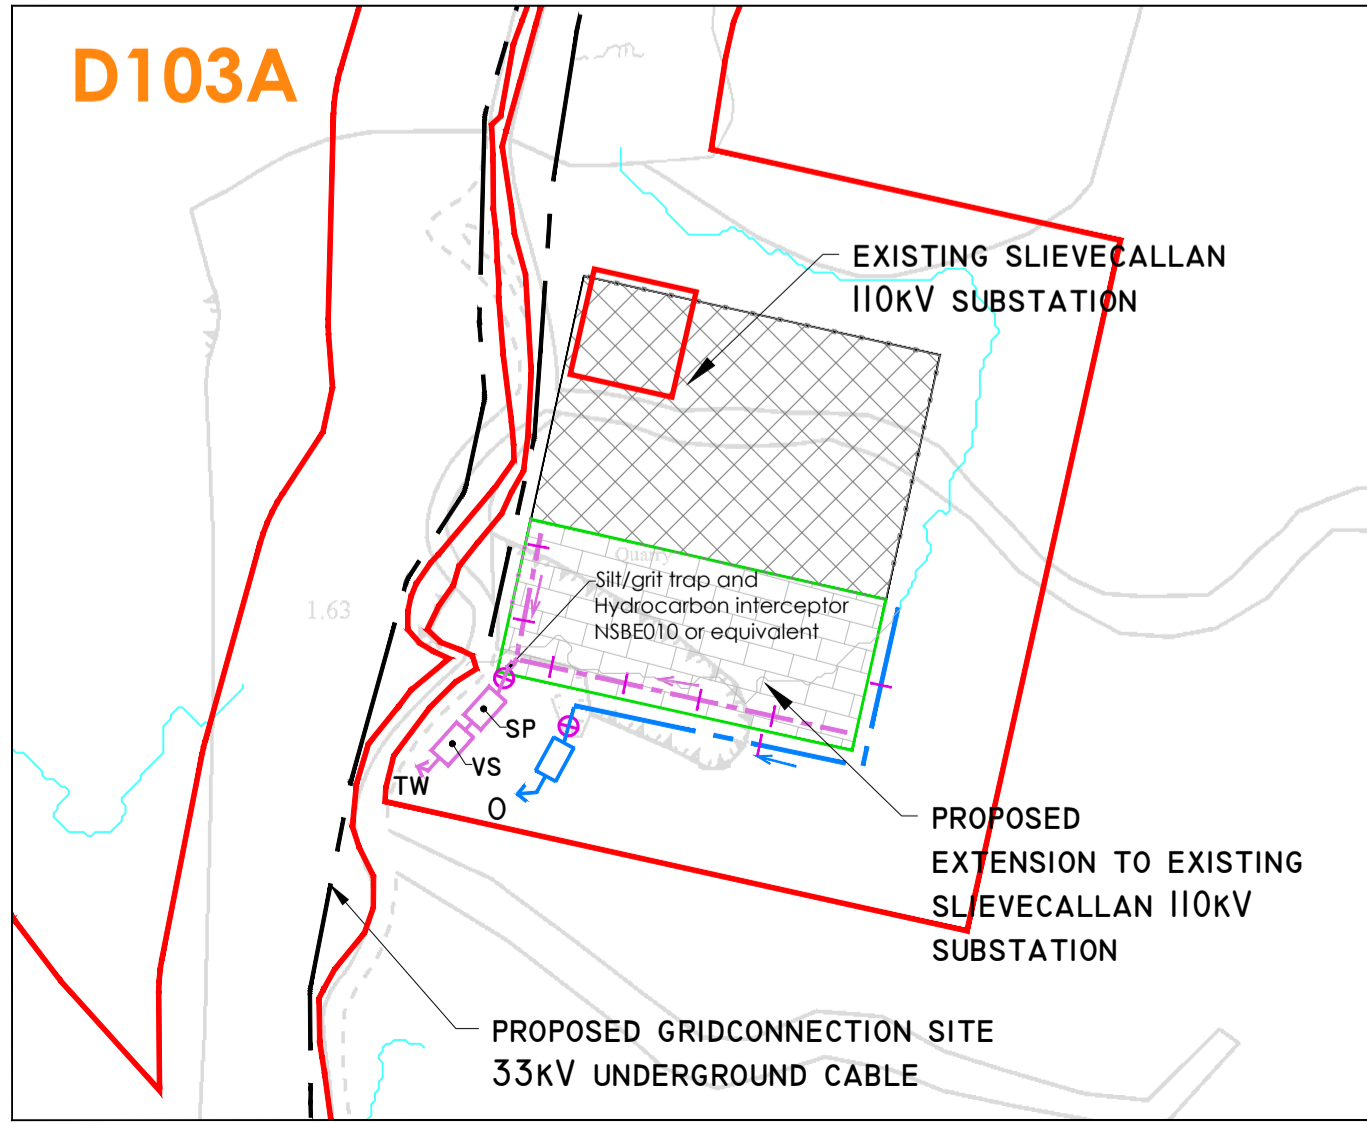 D103A
EXISTING SLIEVECALLAN
110KV SUBSTATION
Quarry
Silt/grit trap and
Hydrocarbon interceptor
NSBE010 or equivalent
1.63
SP
VS
TW
O
PROPOSED
EXTENSION TO EXISTING
SLIEVECALLAN 110KV
SUBSTATION
PROPOSED GRIDCONNECTION SITE
33KV UNDERGROUND CABLE